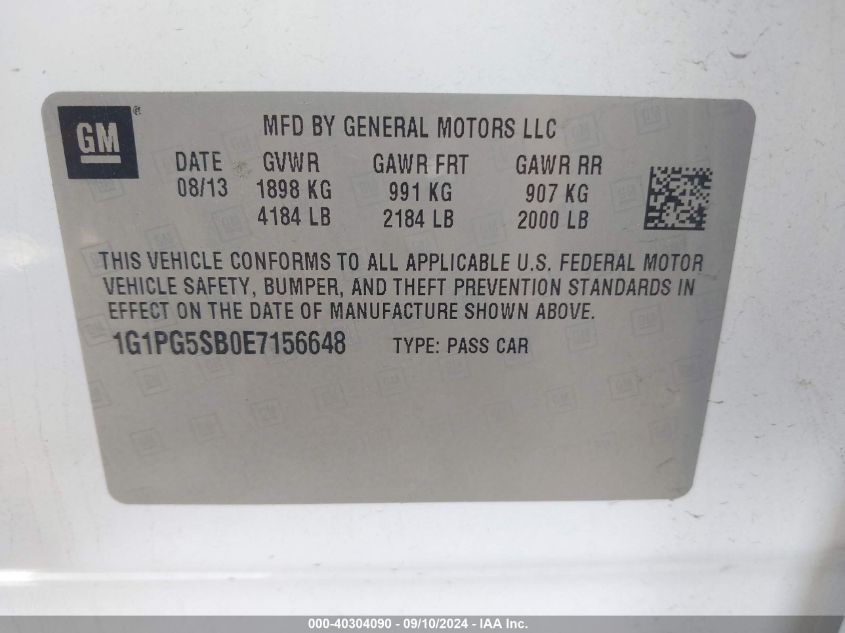 GM ®
MFD BY GENERAL MOTORS LLC
DATE GVWR GAWR FRT GAWR RR
08/13 1898 KG 991 KG 907 KG
4184 LB 2184 LB 2000 LB
THIS VEHICLE CONFORMS TO ALL APPLICABLE U.S. FEDERAL MOTOR
VEHICLE SAFETY, BUMPER, AND THEFT PREVENTION STANDARDS IN
EFFECT ON THE DATE OF MANUFACTURE SHOWN ABOVE.
1G1PG5SB0E7156648 TYPE: PASS CAR
000-40304090 - 09/10/2024 - IAA Inc.